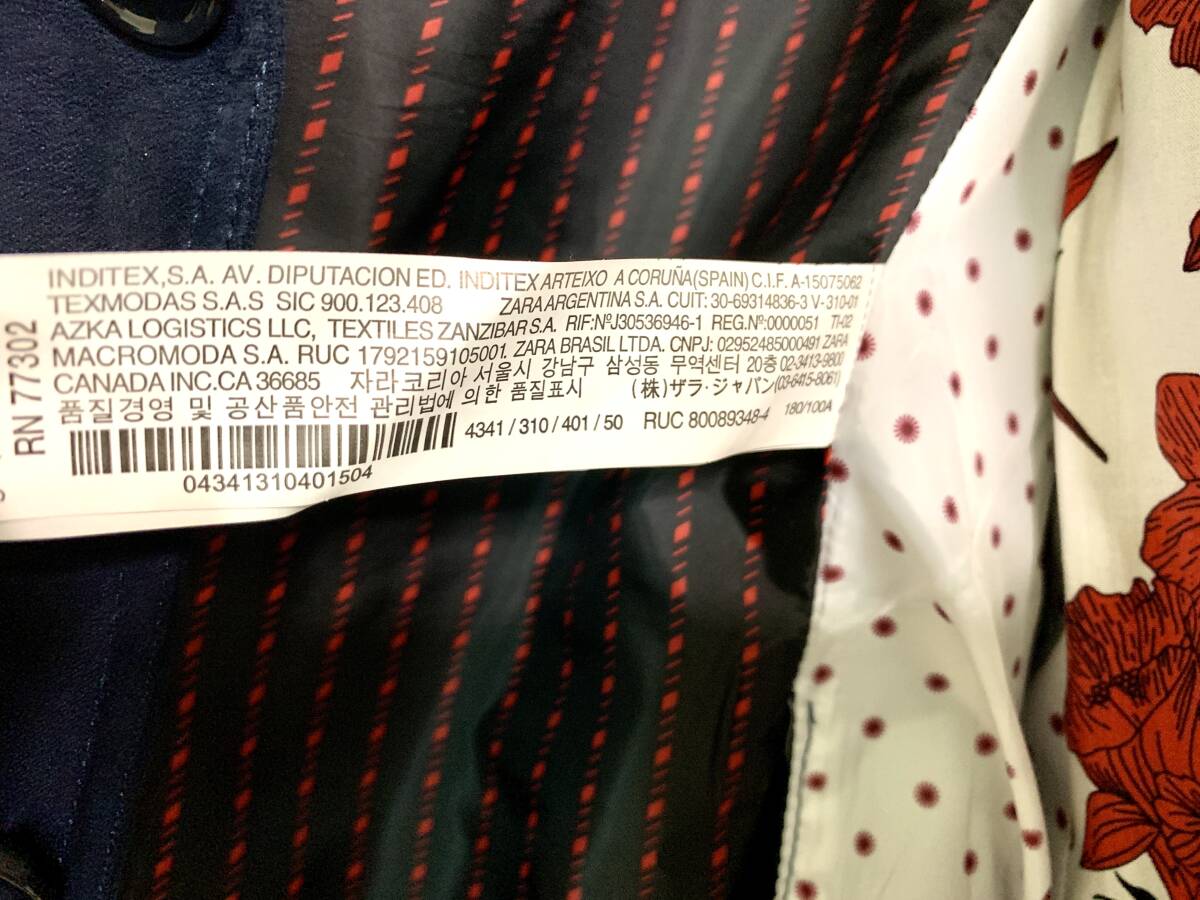 INDITEX,S.A. AV. DIPUTACION ED. INDITEX ARTEIXO A CORUÑA(SPAIN) C.I.F. A-15075062
TEXMODAS S.A.S SIC 900.123.408 ZARA ARGENTINA S.A. CUIT: 30-69314836-3 V-310-01
AZKA LOGISTICS LLC, TEXTILES ZANZIBAR S.A. RIF:NºJ30536946-1 REG.Nº:0000051 TI-02
MACROMODA S.A. RUC 1792159105001. ZARA BRASIL LTDA. CNPJ: 02952485000491 ZARA
CANADA INC.CA 36685 자라코리아 서울시 강남구 삼성동 무역센터 20층 02-3413-9800
품질경영 및 공산품안전 관리법에 의한 품질표시 (株)ザラ・ジャパン(03-6415-8061)
4341 / 310 / 401 / 50 RUC 80089348-4 180/100A
04341310401504
RN 77302